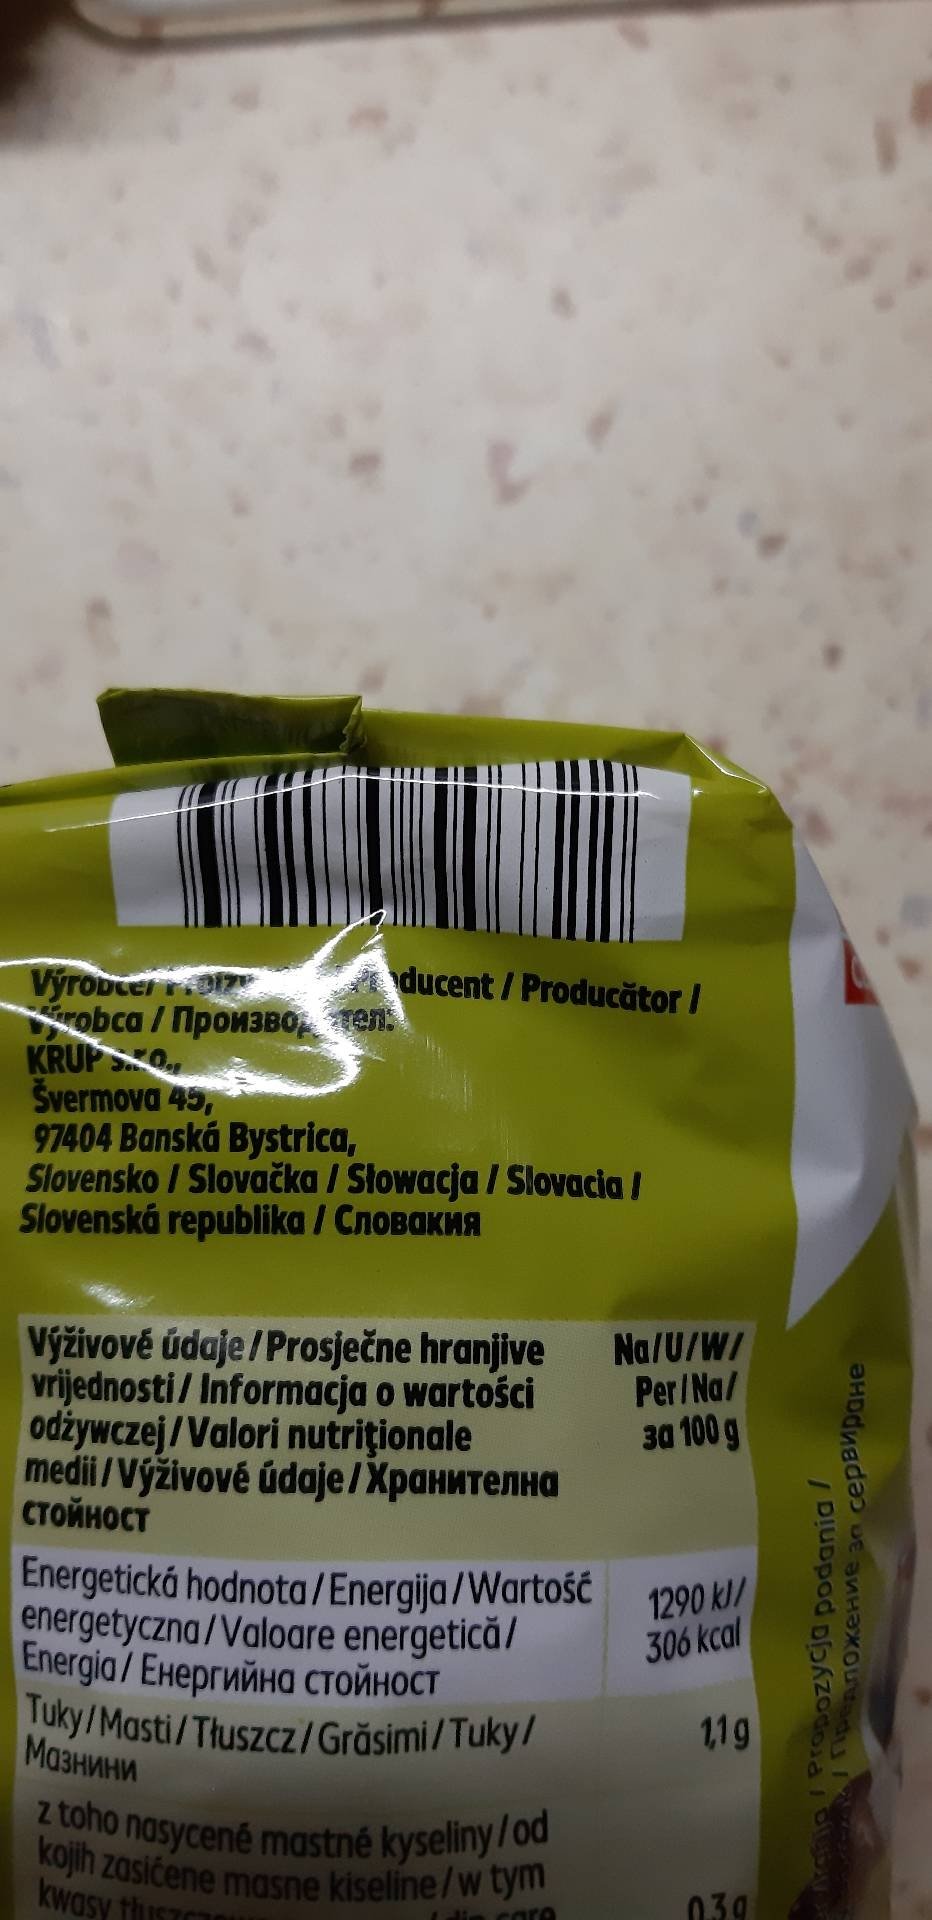 Výrobce / ducent / Producător /
Výrobca / Производител:
KRUP s.r.o.,
Švermova 45,
97404 Banská Bystrica,
Slovensko / Slovačka / Słowacja / Slovacia /
Slovenská republika / Словакия
Výživové údaje / Prosječne hranjive
vrijednosti / Informacja o wartości
odżywczej / Valori nutriţionale
medii / Výživové údaje / Хранителна
стойност
Na/U/W/
Per/Na/
за 100 g
Energetická hodnota / Energija / Wartość
energetyczna / Valoare energetică /
Energia / Енергийна стойност
1290 kJ/
306 kcal
Tuky / Masti / Tłuszcz / Grăsimi / Tuky /
Мазнини
1,1 g
z toho nasycené mastné kyseliny / od
kojih zasićene masne kiseline / w tym
kwasy
0,3 g
/ Propozycja podania /
/ Предложение за сервиране